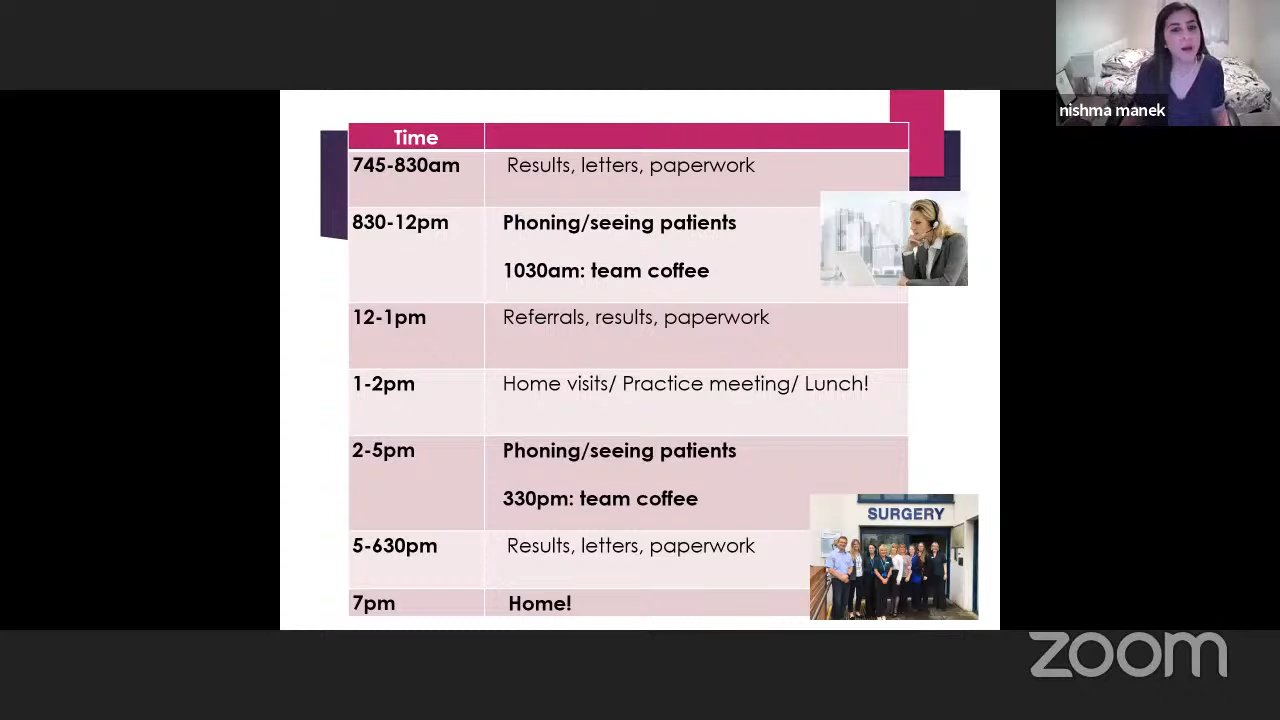 nishma manek
Time
745-830am Results, letters, paperwork
830-12pm Phoning/seeing patients
1030am: team coffee
12-1pm Referrals, results, paperwork
1-2pm Home visits/ Practice meeting/ Lunch!
2-5pm Phoning/seeing patients
330pm: team coffee
SURGERY
5-630pm Results, letters, paperwork
7pm Home!
zoom